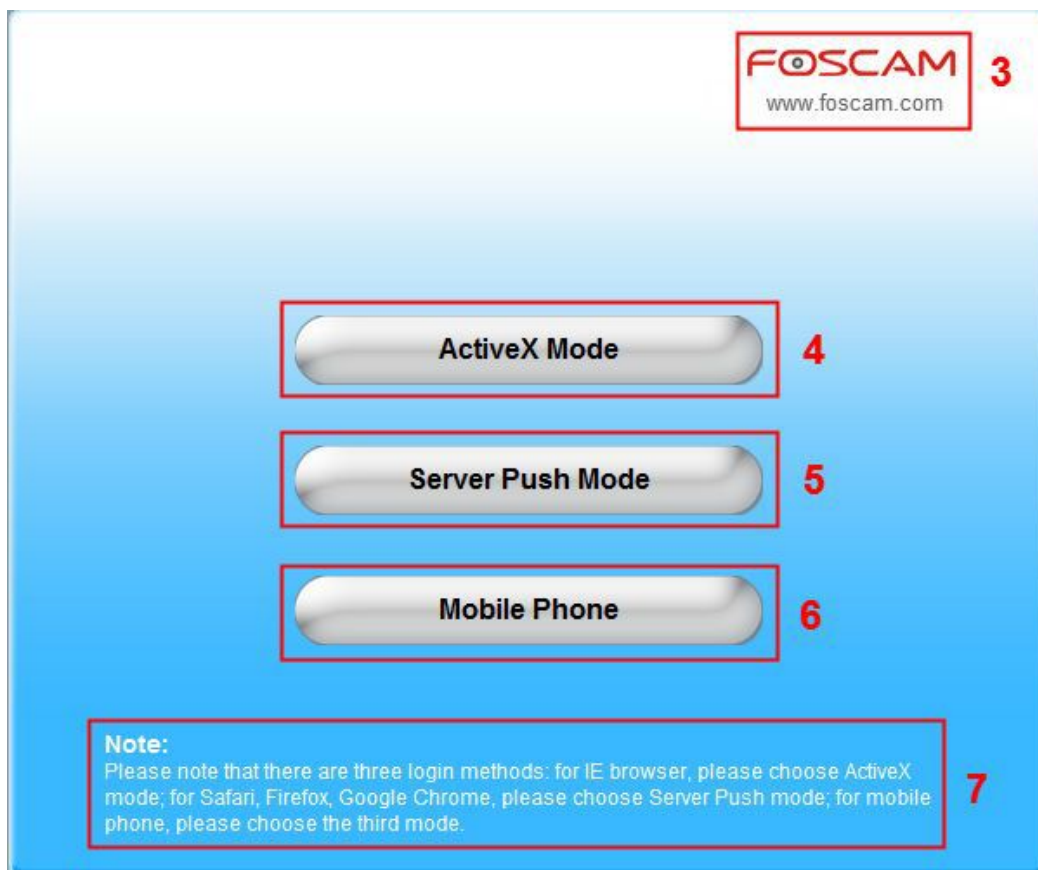 FOSCAM
www.foscam.com
3
ActiveX Mode
4
Server Push Mode
5
Mobile Phone
6
Note:
Please note that there are three login methods: for IE browser, please choose ActiveX
mode; for Safari, Firefox, Google Chrome, please choose Server Push mode; for mobile
phone, please choose the third mode.
7